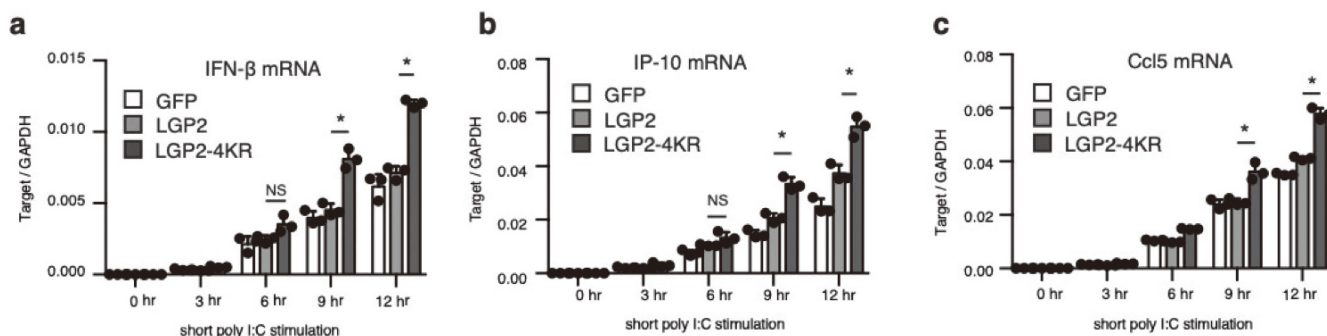 a
IFN-β mRNA
GFP
LGP2
LGP2-4KR
Target / GAPDH
0.015
0.010
0.005
0.000
NS
*
*
0 hr 3 hr 6 hr 9 hr 12 hr
short poly I:C stimulation
b
IP-10 mRNA
GFP
LGP2
LGP2-4KR
Target / GAPDH
0.08
0.06
0.04
0.02
0.00
NS
*
*
0 hr 3 hr 6 hr 9 hr 12 hr
short poly I:C stimulation
c
Ccl5 mRNA
GFP
LGP2
LGP2-4KR
Target / GAPDH
0.08
0.06
0.04
0.02
0.00
*
*
0 hr 3 hr 6 hr 9 hr 12 hr
short poly I:C stimulation